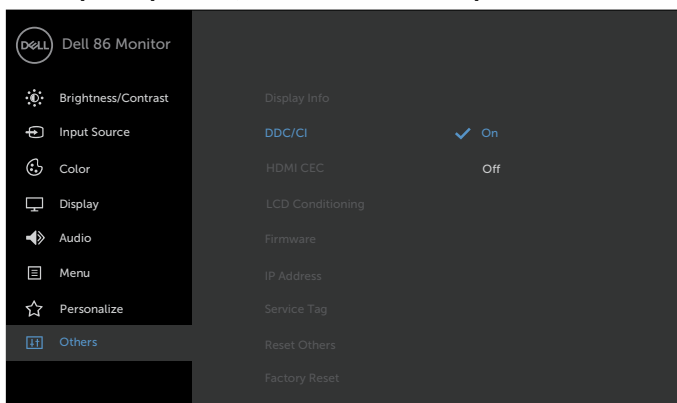 DELL Dell 86 Monitor
Brightness/Contrast
Input Source
Color
Display
Audio
Menu
Personalize
Others
Display Info
DDC/CI On
HDMI CEC Off
LCD Conditioning
Firmware
IP Address
Service Tag
Reset Others
Factory Reset